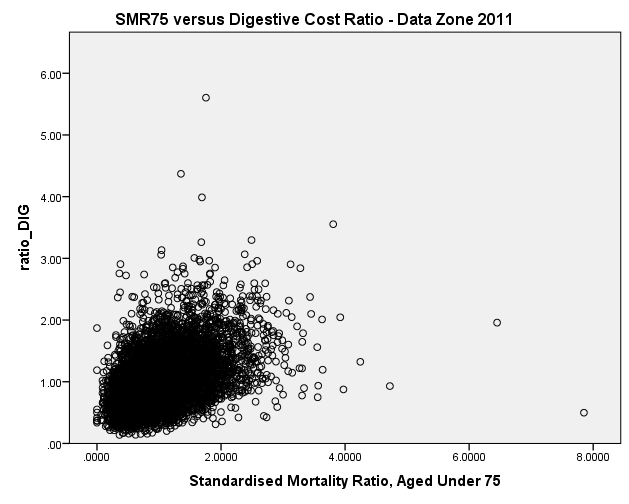 SMR75 versus Digestive Cost Ratio - Data Zone 2011
6.00
5.00
4.00
3.00
2.00
1.00
.00
ratio_DIG
.0000 2.0000 4.0000 6.0000 8.0000
Standardised Mortality Ratio, Aged Under 75